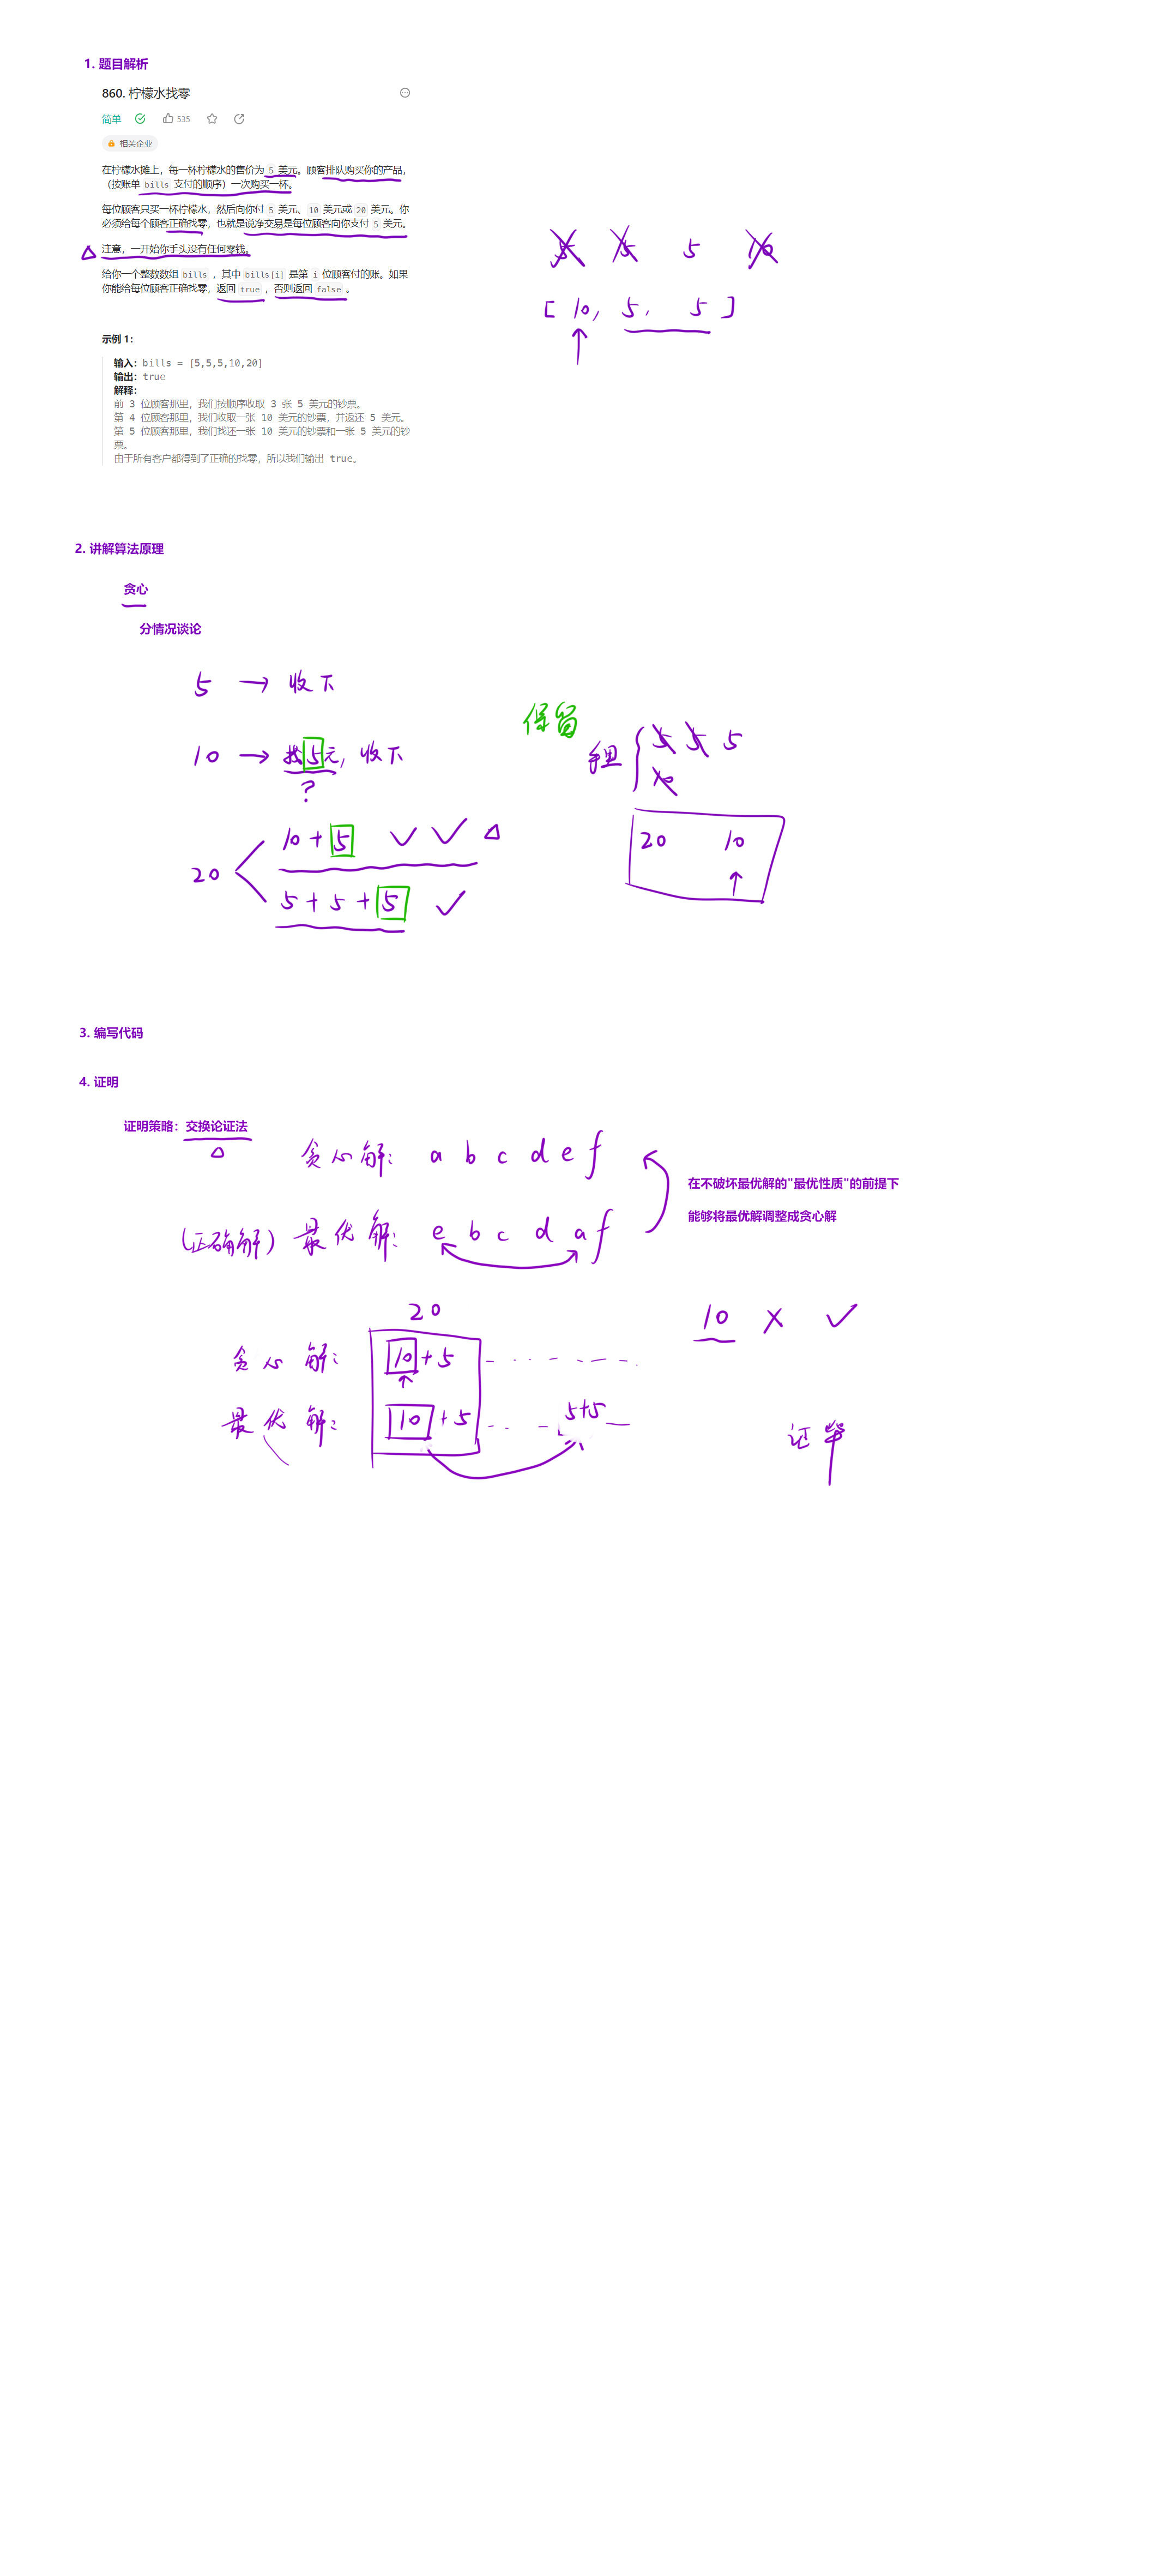 1. 题目解析
860. 柠檬水找零
简单 535
相关企业
在柠檬水摊上，每一杯柠檬水的售价为 5 美元。顾客排队购买你的产品，
（按账单 bills 支付的顺序）一次购买一杯。
每位顾客只买一杯柠檬水，然后向你付 5 美元、10 美元或 20 美元。你
必须给每个顾客正确找零，也就是说净交易是每位顾客向你支付 5 美元。
注意，一开始你手头没有任何零钱。
给你一个整数数组 bills ，其中 bills[i] 是第 i 位顾客付的账。如果
你能给每位顾客正确找零，返回 true ，否则返回 false 。
5 5 5 10
[ 10, 5, 5 ]
示例 1：
输入：bills = [5,5,5,10,20]
输出：true
解释：
前 3 位顾客那里，我们按顺序收取 3 张 5 美元的钞票。
第 4 位顾客那里，我们收取一张 10 美元的钞票，并返还 5 美元。
第 5 位顾客那里，我们找还一张 10 美元的钞票和一张 5 美元的钞
票。
由于所有客户都得到了正确的找零，所以我们输出 true。
2. 讲解算法原理
贪心
分情况谈论
5 → 收下
10 → 找5元, 收下
?
20
10 + 5
5 + 5 + 5
保留
5 5 5
10
20 10
3. 编写代码
4. 证明
证明策略：交换论证法
贪心解: a b c d e f
(正确解) 最优解: e b c d a f
在不破坏最优解的"最优性质"的前提下
能够将最优解调整成贪心解
20
贪心解: 10 + 5
最优解: 10 + 5 5+5
10 × ✓
证毕